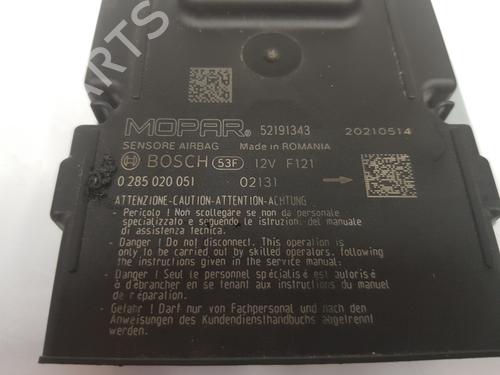 PARTS
MOPAR® 52191343 20210514
SENSORE AIRBAG Made in ROMANIA
BOSCH 53F 12V F121
0 285 020 051 02131
ATTENZIONE-CAUTION-ATTENTION-ACHTUNG
- Pericolo ! Non scollegare se non da personale
specializzato e seguendo le istruzioni del manuale
di assistenza tecnica.
- Danger ! Do not disconnect. This operation is
only to be carried out by skilled operators, following
the instructions given in the service manual.
- Danger ! Seul le personnel spécialisé est autorisé
à débrancher en se tenant aux instructions du manuel
de réparation.
- Gefahr ! Darf nur von Fachpersonal und nach den
Anweisungen des Kundendiensthandbuchs abgetrennt
werden.